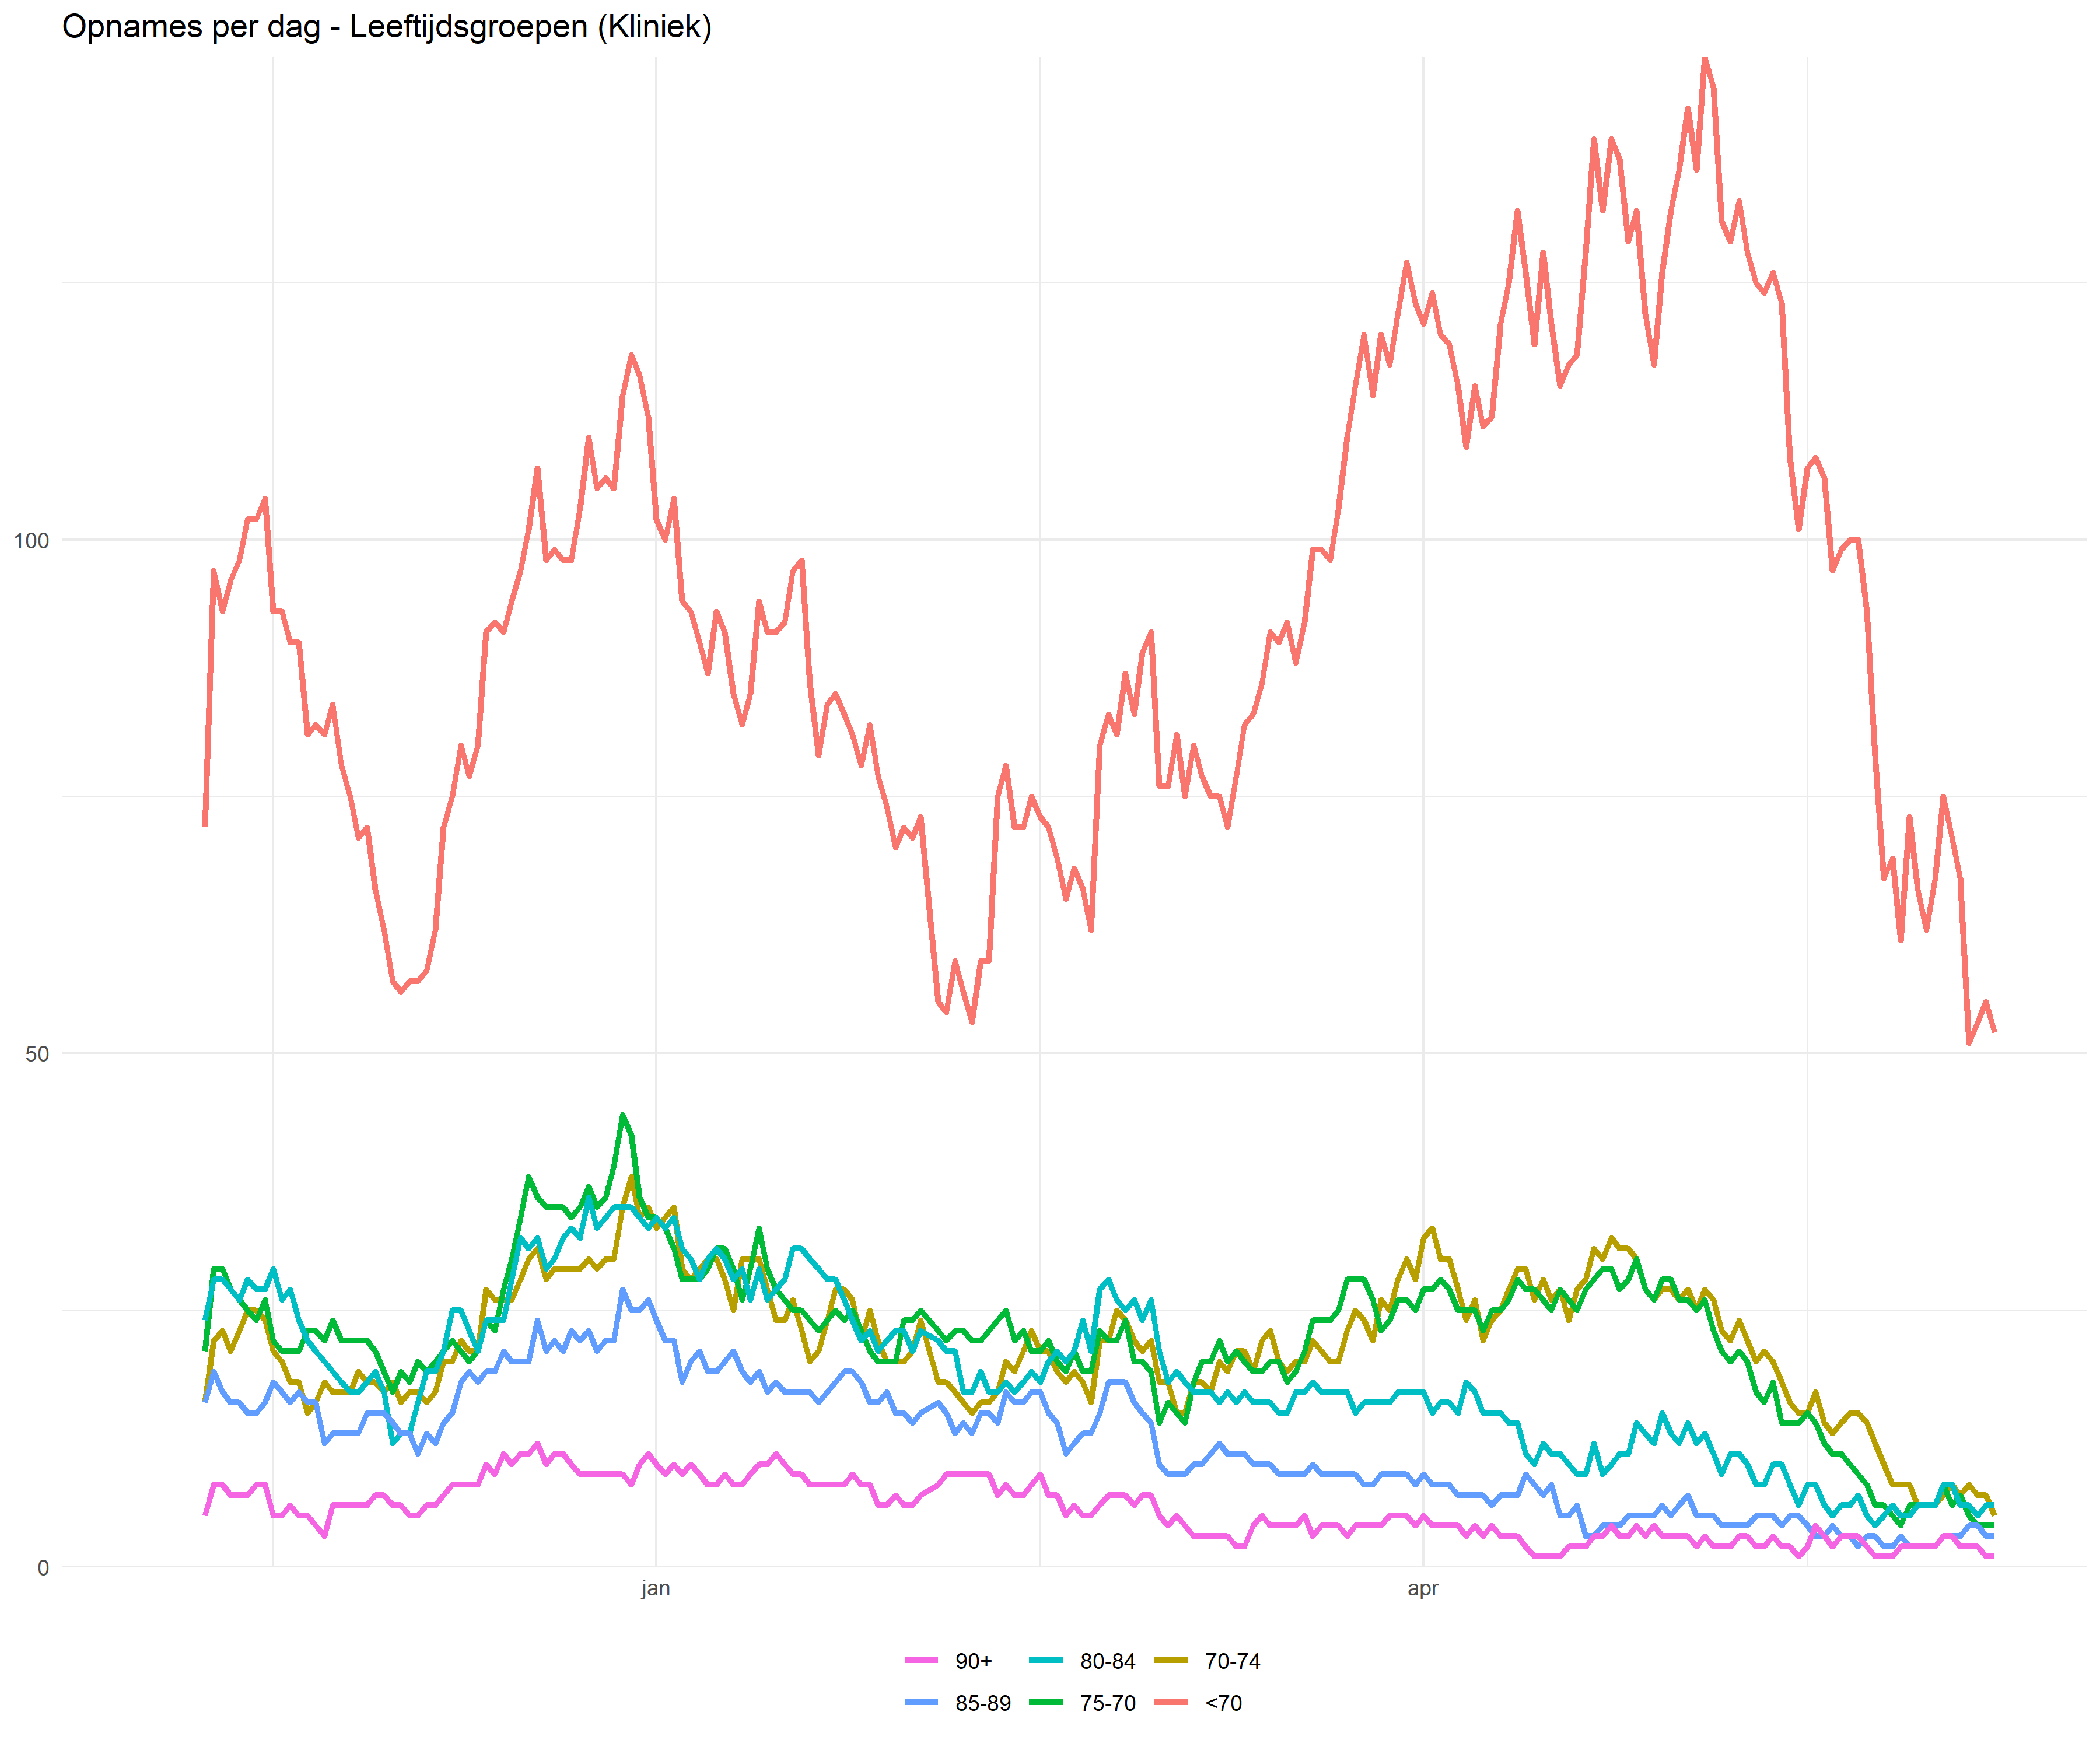 Opnames per dag - Leeftijdsgroepen (Kliniek)
100
50
0
jan apr
90+ 80-84 70-74
85-89 75-70 <70